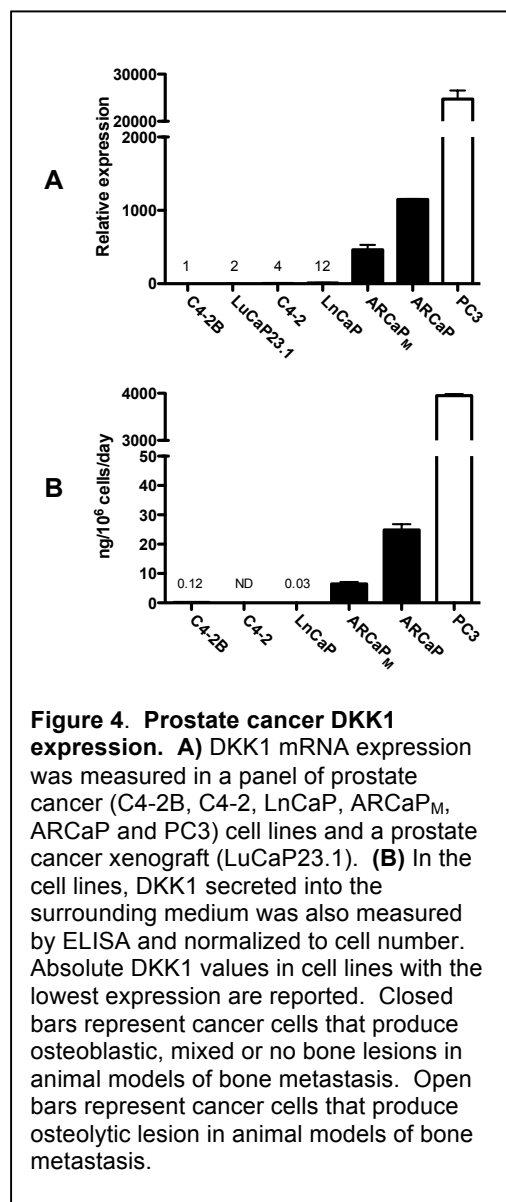 A
Relative expression
30000
20000
2000
1000
0
1
2
4
12
C4-2B
LuCaP23.1
C4-2
LnCaP
ARCaPM
ARCaP
PC3
B
ng/10⁶ cells/day
4000
3000
50
40
30
20
10
0
0.12
ND
0.03
C4-2B
C4-2
LnCaP
ARCaPM
ARCaP
PC3
Figure 4. Prostate cancer DKK1
expression. A) DKK1 mRNA expression
was measured in a panel of prostate
cancer (C4-2B, C4-2, LnCaP, ARCaPM,
ARCaP and PC3) cell lines and a prostate
cancer xenograft (LuCaP23.1). (B) In the
cell lines, DKK1 secreted into the
surrounding medium was also measured
by ELISA and normalized to cell number.
Absolute DKK1 values in cell lines with the
lowest expression are reported. Closed
bars represent cancer cells that produce
osteoblastic, mixed or no bone lesions in
animal models of bone metastasis. Open
bars represent cancer cells that produce
osteolytic lesion in animal models of bone
metastasis.